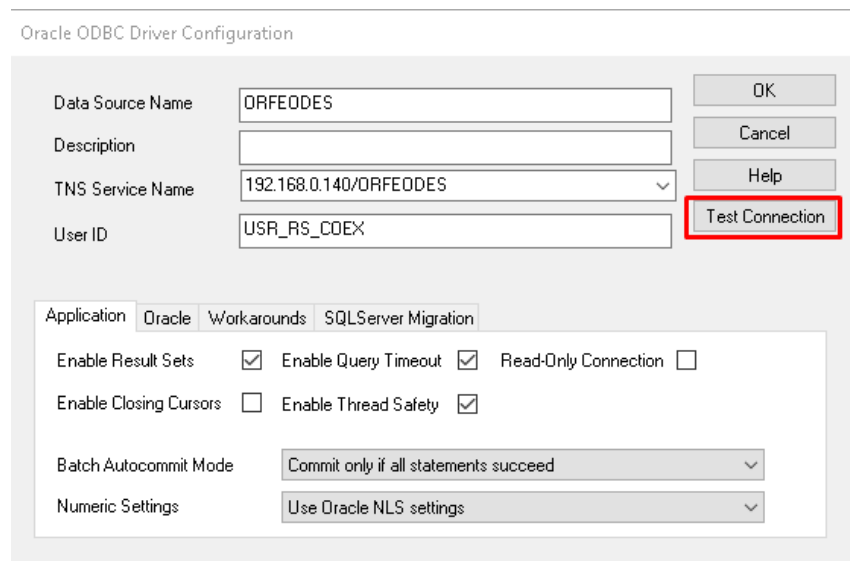 Oracle ODBC Driver Configuration
Data Source Name ORFEODES OK
Description Cancel
TNS Service Name 192.168.0.140/ORFEODES Help
User ID USR_RS_COEX Test Connection
Application Oracle Workarounds SQLServer Migration
Enable Result Sets Enable Query Timeout Read-Only Connection
Enable Closing Cursors Enable Thread Safety
Batch Autocommit Mode Commit only if all statements succeed
Numeric Settings Use Oracle NLS settings